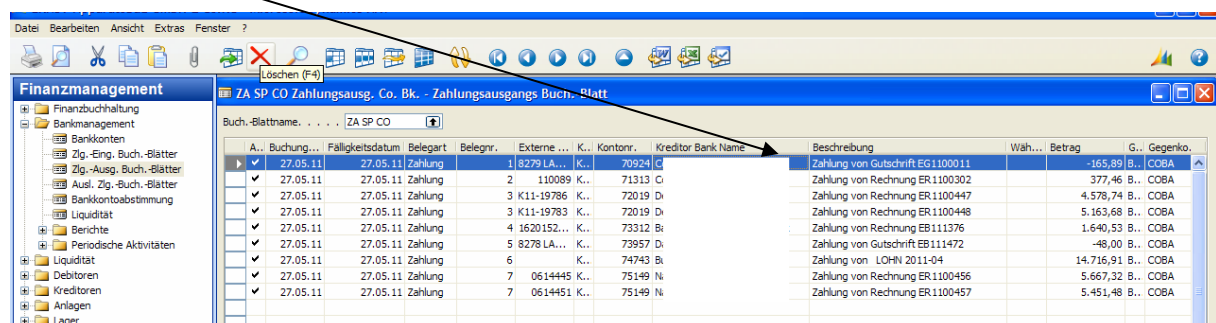 Datei Bearbeiten Ansicht Extras Fenster ?
Löschen (F4)
Finanzmanagement
ZA SP CO Zahlungsausg. Co. Bk. - Zahlungsausgangs Buch.-Blatt
Finanzbuchhaltung
Bankmanagement
Bankkonten
Zlg.-Eing. Buch.-Blätter
Zlg.-Ausg. Buch.-Blätter
Ausl. Zlg.-Buch.-Blätter
Bankkontoabstimmung
Liquidität
Berichte
Periodische Aktivitäten
Liquidität
Debitoren
Kreditoren
Anlagen
Lager
Buch.-Blattname. . . . . ZA SP CO
A.. Buchung... Fälligkeitsdatum Belegart Belegnr. Externe ... K.. Kontonr. Kreditor Bank Name Beschreibung Wäh... Betrag G.. Gegenko.
27.05.11 27.05.11 Zahlung 1 8279 LA... K.. 70924 Zahlung von Gutschrift EG1100011 -165,89 B.. COBA
27.05.11 27.05.11 Zahlung 2 110089 K.. 71313 Zahlung von Rechnung ER1100302 377,46 B.. COBA
27.05.11 27.05.11 Zahlung 3 K11-19786 K.. 72019 Zahlung von Rechnung ER1100447 4.578,74 B.. COBA
27.05.11 27.05.11 Zahlung 3 K11-19783 K.. 72019 Zahlung von Rechnung ER1100448 5.163,68 B.. COBA
27.05.11 27.05.11 Zahlung 4 1620152... K.. 73312 Ba Zahlung von Rechnung EB111376 1.640,53 B.. COBA
27.05.11 27.05.11 Zahlung 5 8278 LA... K.. 73957 Zahlung von Gutschrift EB111472 -48,00 B.. COBA
27.05.11 27.05.11 Zahlung 6 K.. 74743 Zahlung von LOHN 2011-04 14.716,91 B.. COBA
27.05.11 27.05.11 Zahlung 7 0614445 K.. 75149 Zahlung von Rechnung ER1100456 5.667,32 B.. COBA
27.05.11 27.05.11 Zahlung 7 0614451 K.. 75149 Zahlung von Rechnung ER1100457 5.451,48 B.. COBA